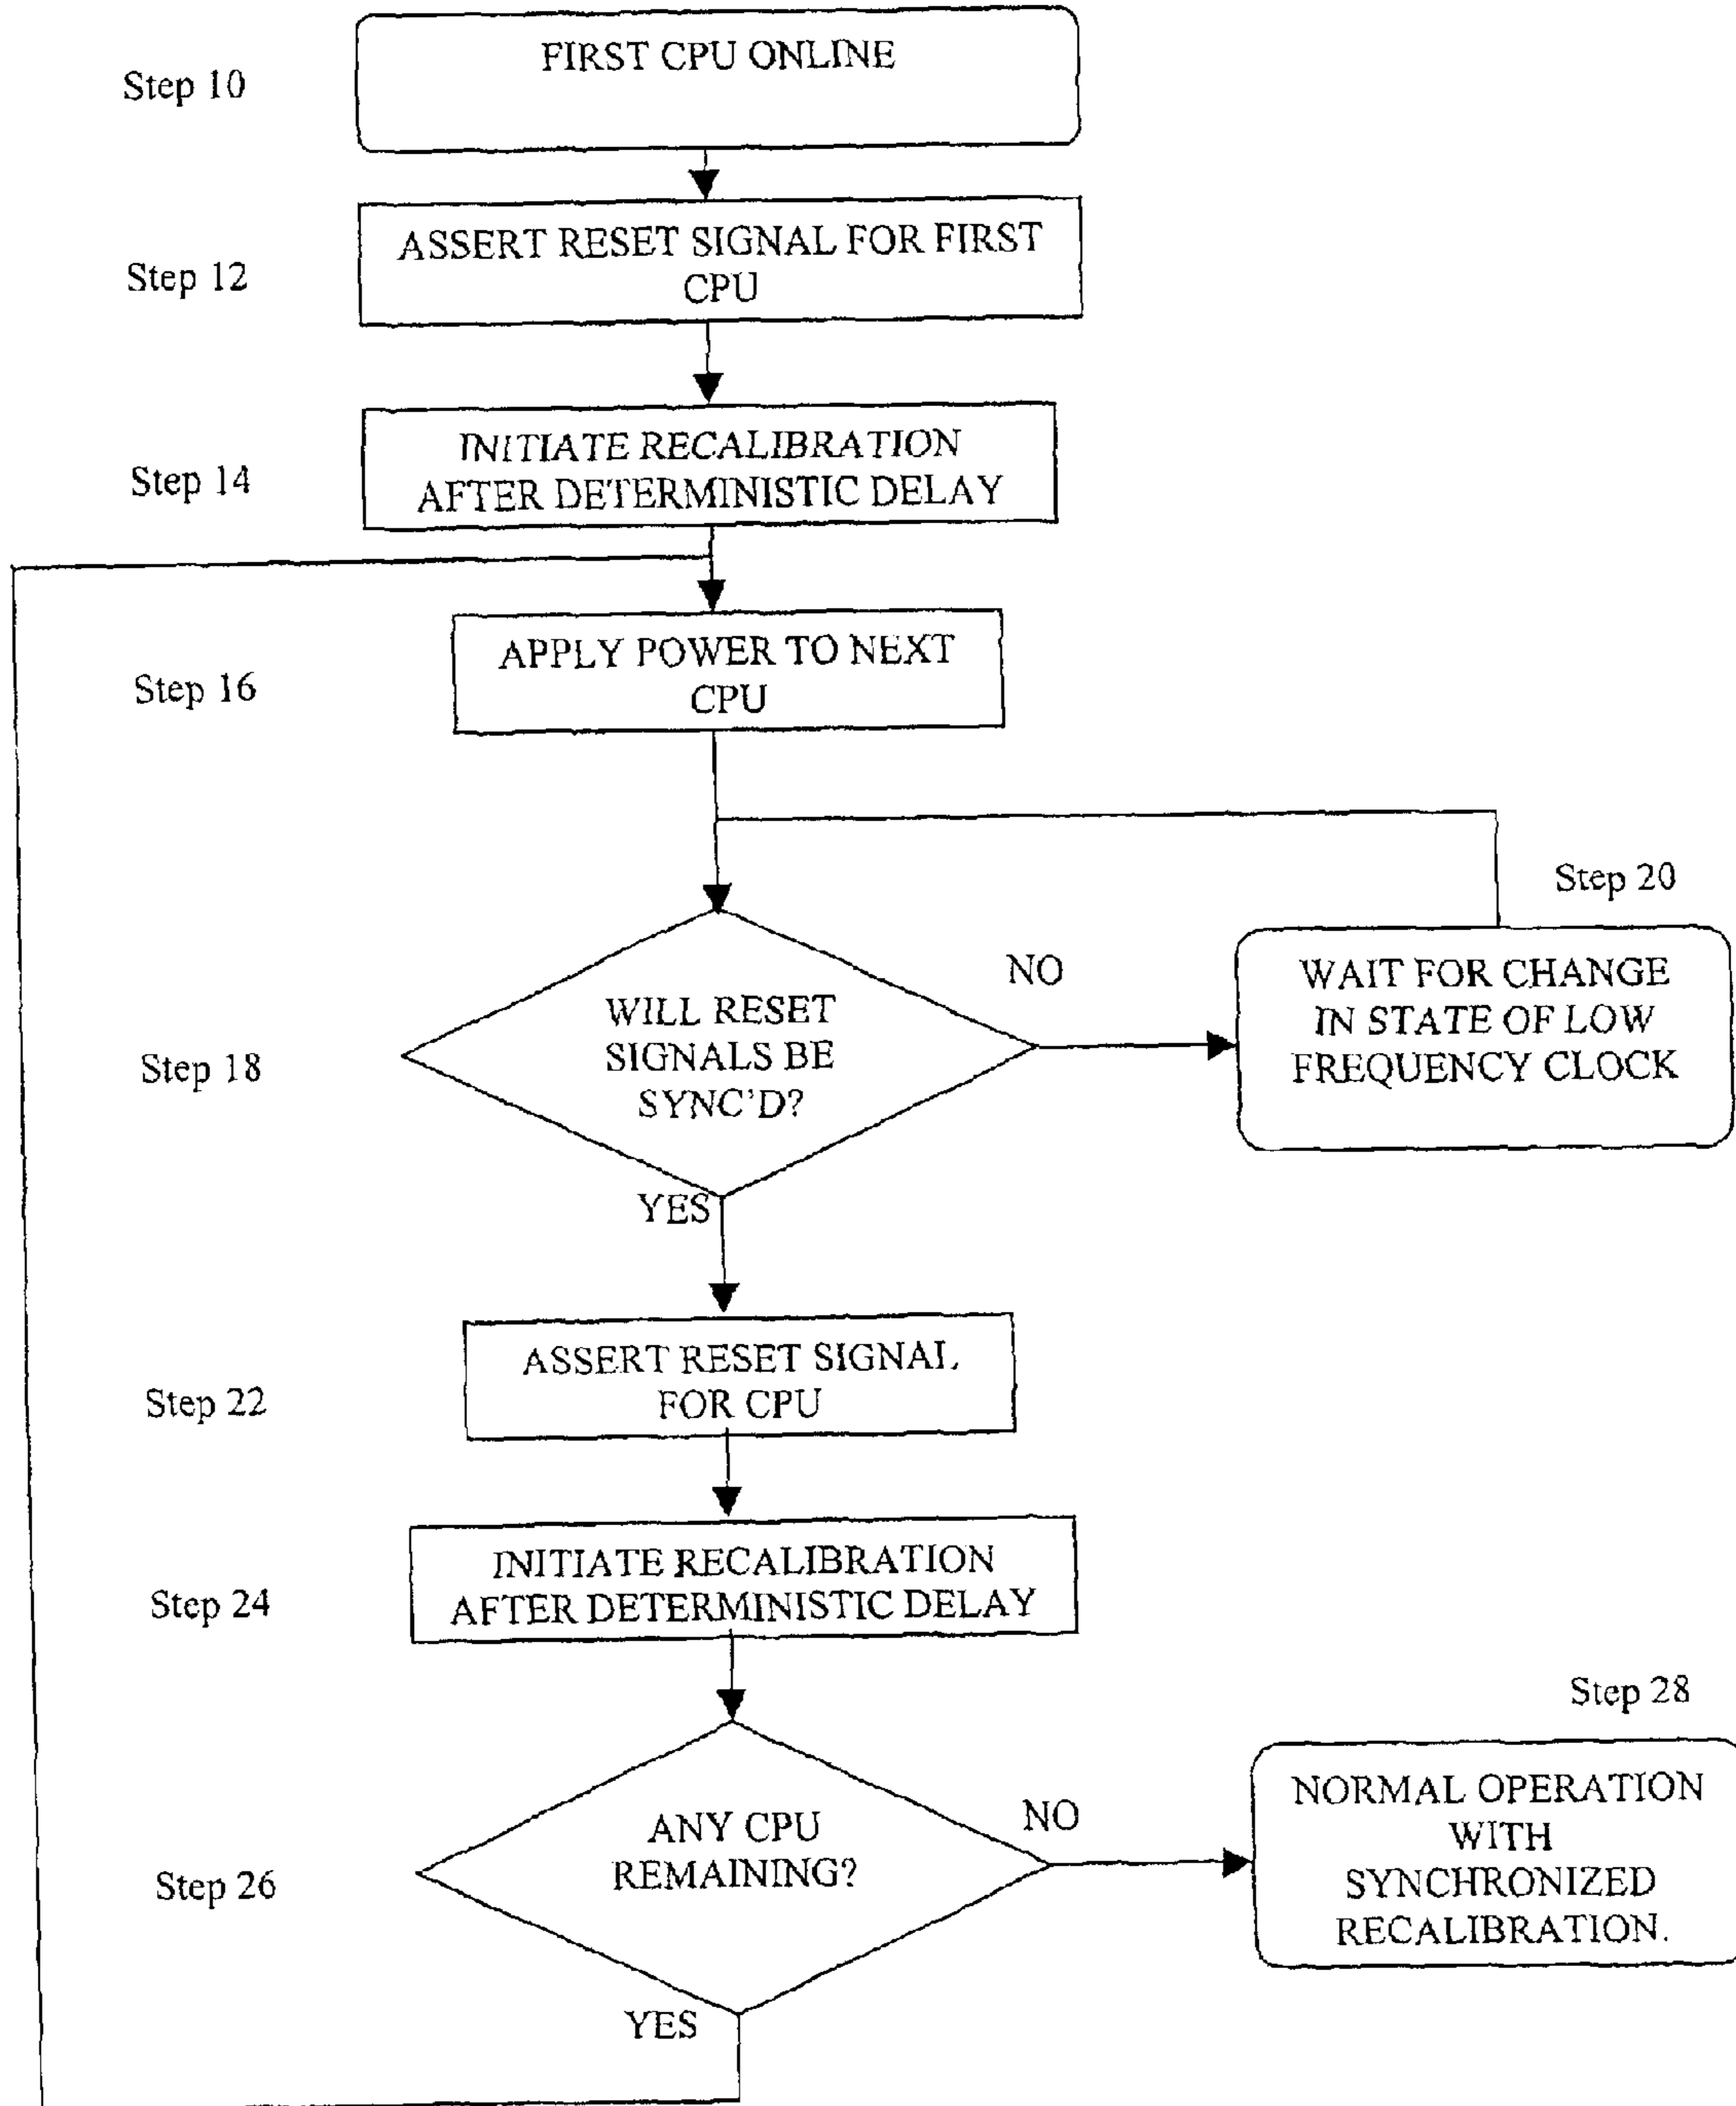 Step 10
FIRST CPU ONLINE
Step 12
ASSERT RESET SIGNAL FOR FIRST
CPU
Step 14
INITIATE RECALIBRATION
AFTER DETERMINISTIC DELAY
Step 16
APPLY POWER TO NEXT
CPU
Step 18
WILL RESET
SIGNALS BE
SYNC'D?
NO
YES
Step 20
WAIT FOR CHANGE
IN STATE OF LOW
FREQUENCY CLOCK
Step 22
ASSERT RESET SIGNAL
FOR CPU
Step 24
INITIATE RECALIBRATION
AFTER DETERMINISTIC DELAY
Step 26
ANY CPU
REMAINING?
NO
YES
Step 28
NORMAL OPERATION
WITH
SYNCHRONIZED
RECALIBRATION.